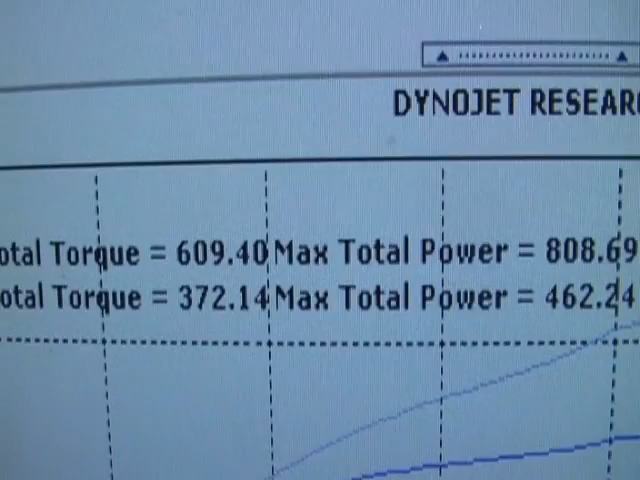 DYNOJET RESEARC
otal Torque = 609.40 Max Total Power = 808.69
otal Torque = 372.14 Max Total Power = 462.24